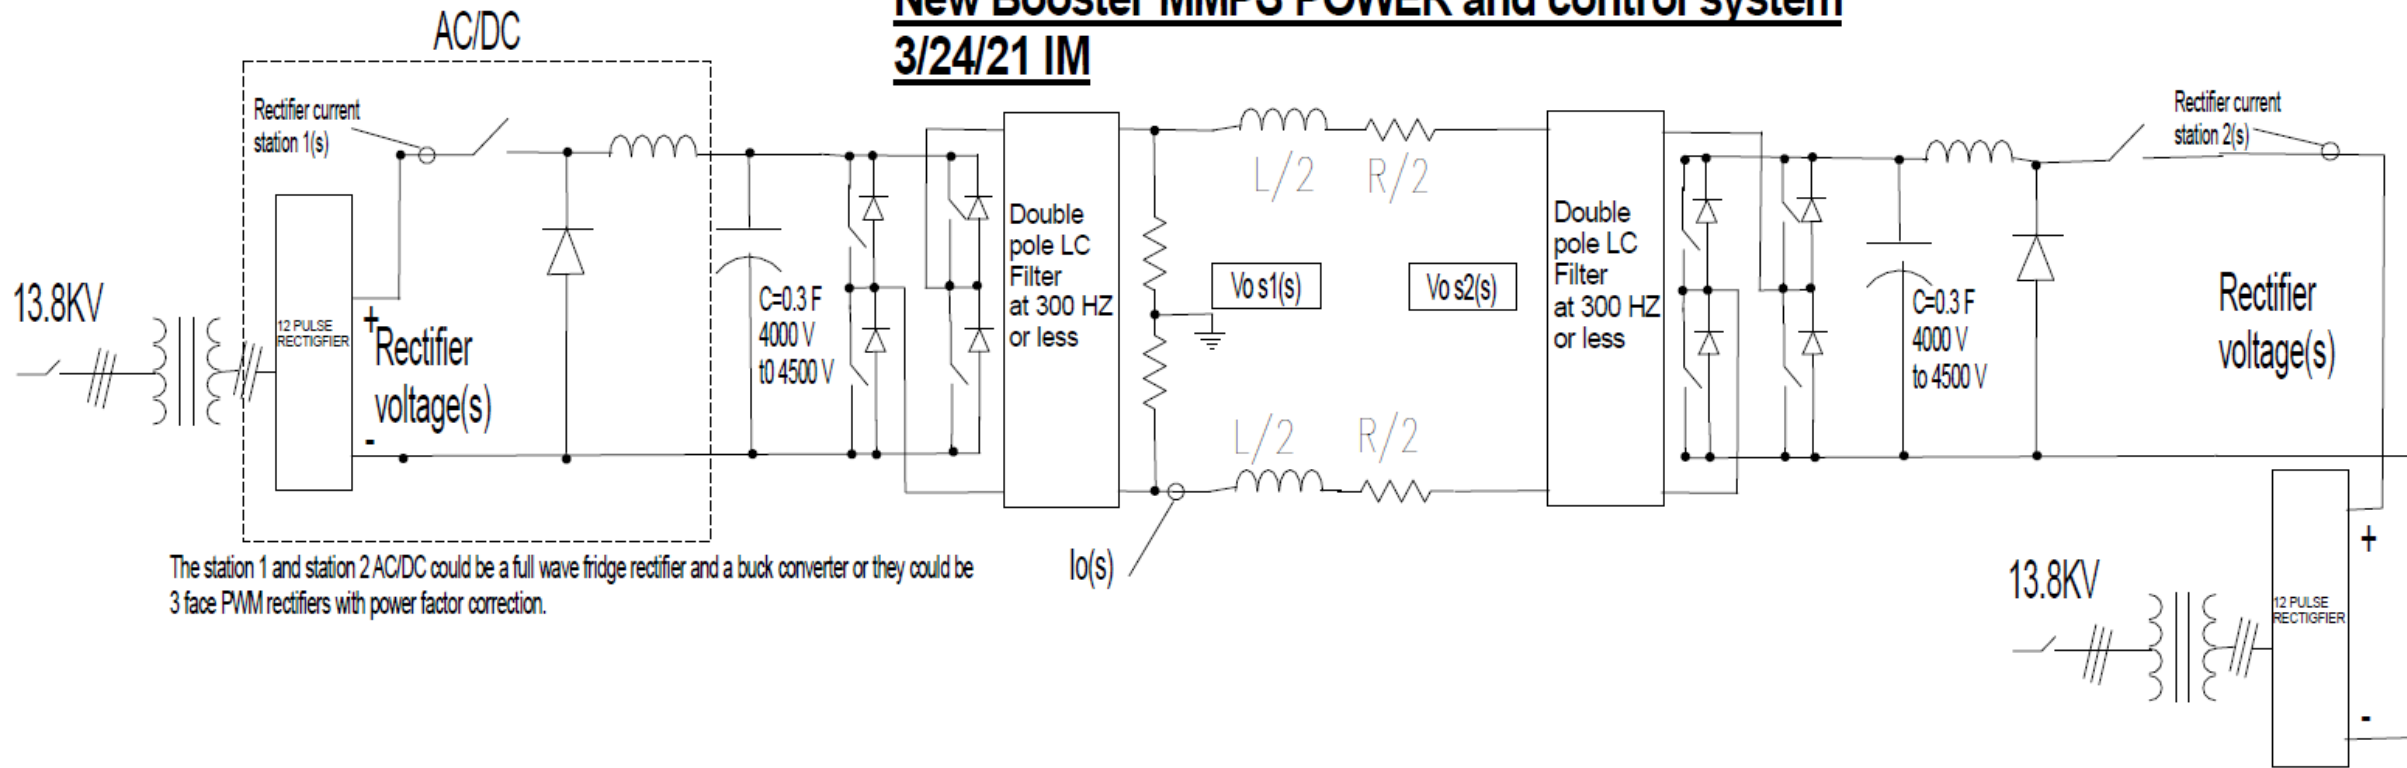 New Booster MMPS POWER and control system
3/24/21 IM
AC/DC
Rectifier current
station 1(s)
13.8KV
12 PULSE
RECTIGFIER
+
Rectifier
voltage(s)
-
C=0.3 F
4000 V
t0 4500 V
Double
pole LC
Filter
at 300 HZ
or less
L/2 R/2
Vo s1(s)
Vo s2(s)
L/2 R/2
Io(s)
Double
pole LC
Filter
at 300 HZ
or less
C=0.3 F
4000 V
to 4500 V
Rectifier current
station 2(s)
Rectifier
voltage(s)
The station 1 and station 2 AC/DC could be a full wave fridge rectifier and a buck converter or they could be
3 face PWM rectifiers with power factor correction.
13.8KV
12 PULSE
RECTIGFIER
+
-